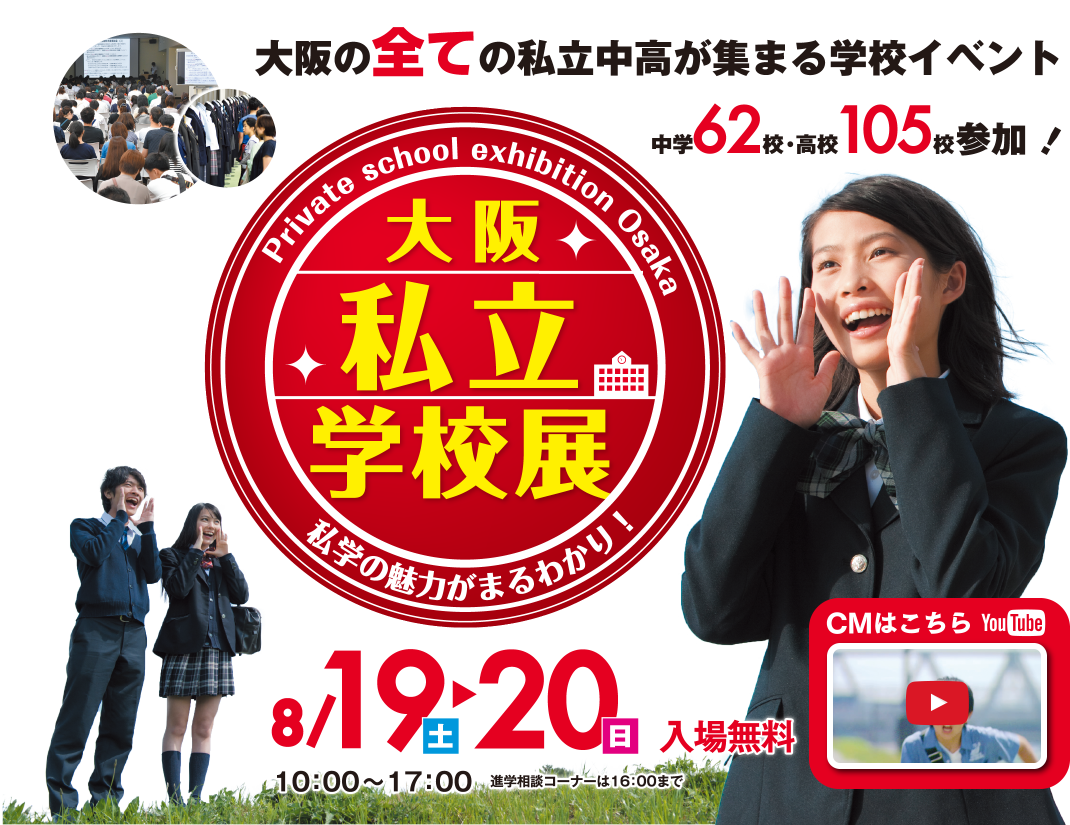 大阪の全ての私立中高が集まる学校イベント
中学62校・高校105校参加!
Private school exhibition Osaka
大阪
私立
学校展
私学の魅力がまるわかり!
8/19土▶20日 入場無料
10:00～17:00 進学相談コーナーは16:00まで
CMはこちら YouTube